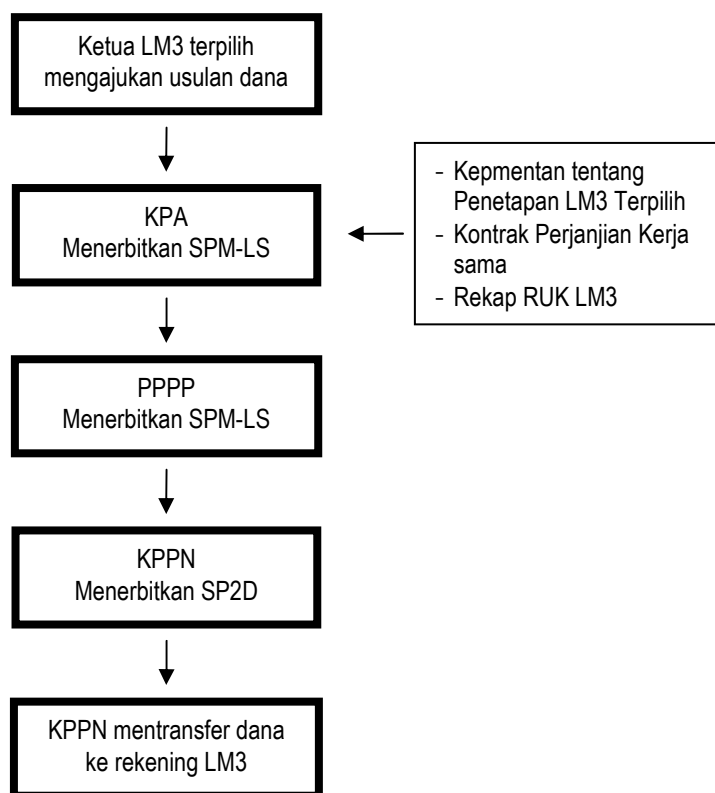 Ketua LM3 terpilih
mengajukan usulan dana
KPA
Menerbitkan SPM-LS
- Kepmentan tentang
Penetapan LM3 Terpilih
- Kontrak Perjanjian Kerja
sama
- Rekap RUK LM3
PPPP
Menerbitkan SPM-LS
KPPN
Menerbitkan SP2D
KPPN mentransfer dana
ke rekening LM3